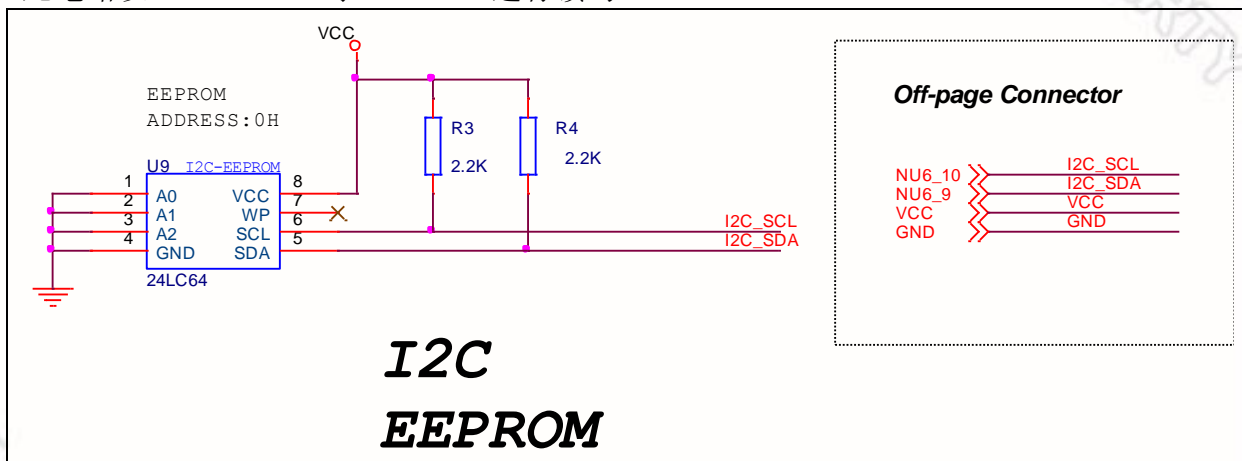 VCC
EEPROM
ADDRESS:0H
U9 I2C-EEPROM
1 A0 VCC 8
2 A1 WP 7
3 A2 SCL 6
4 GND SDA 5
24LC64
R3
2.2K
R4
2.2K
I2C_SCL
I2C_SDA
I2C
EEPROM
Off-page Connector
NU6_10 I2C_SCL
NU6_9 I2C_SDA
VCC VCC
GND GND